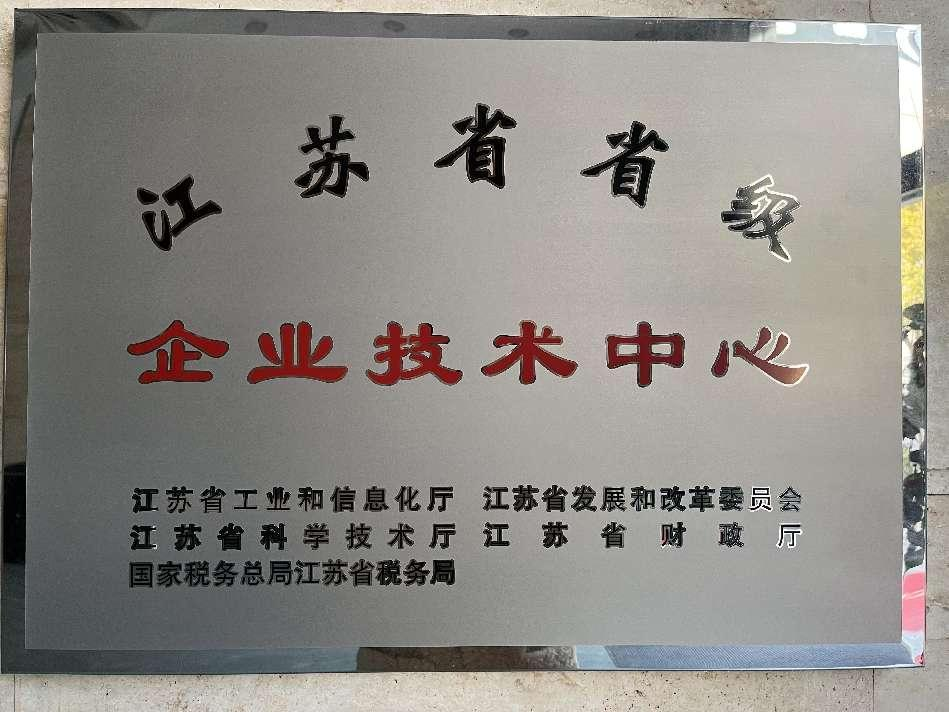 江苏省省级
企业技术中心
江苏省工业和信息化厅 江苏省发展和改革委员会
江苏省科学技术厅 江苏省财政厅
国家税务总局江苏省税务局